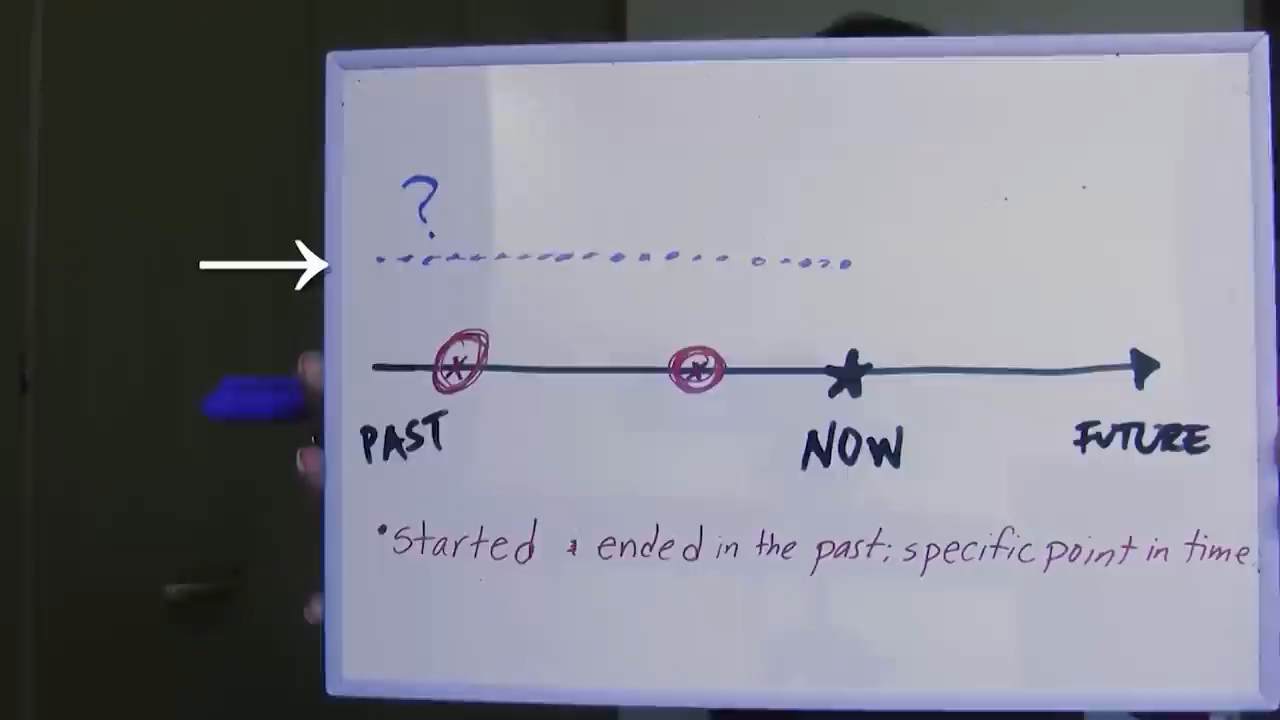 ?
PAST NOW FUTURE
•Started & ended in the past; specific point in time.